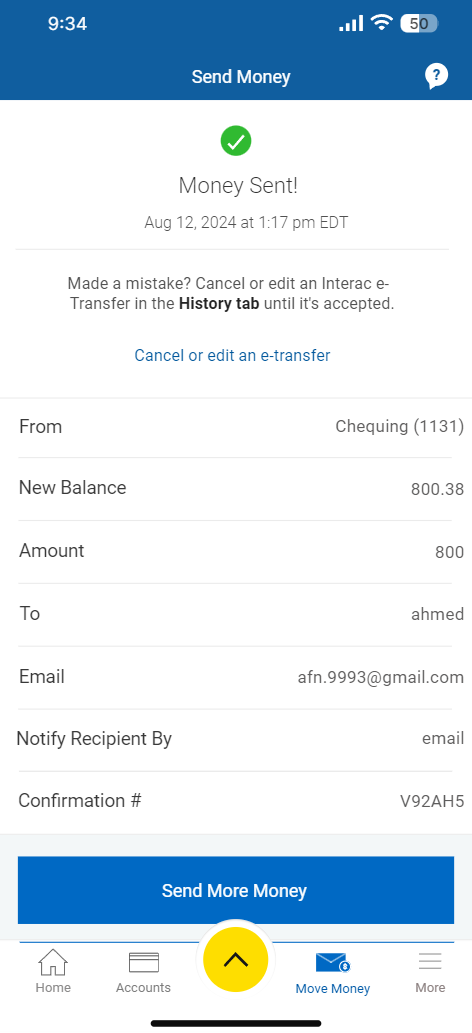 9:34
50
Send Money
?
Money Sent!
Aug 12, 2024 at 1:17 pm EDT
Made a mistake? Cancel or edit an Interac e-
Transfer in the History tab until it's accepted.
Cancel or edit an e-transfer
From Chequing (1131)
New Balance 800.38
Amount 800
To ahmed
Email afn.9993@gmail.com
Notify Recipient By email
Confirmation # V92AH5
Send More Money
Home Accounts Move Money More